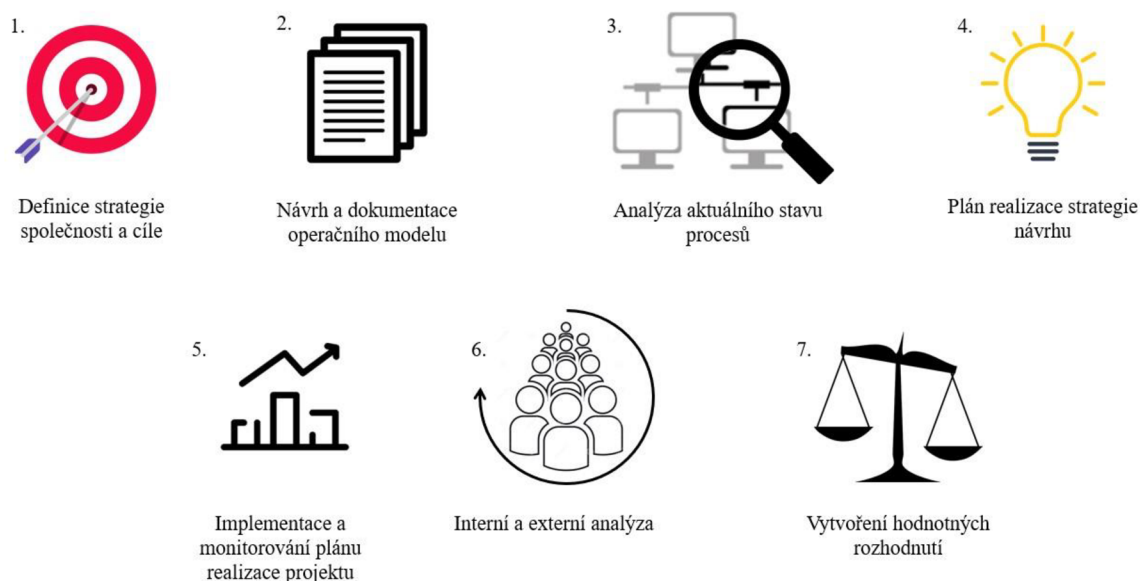 1.
Definice strategie
společnosti a cíle
2.
Návrh a dokumentace
operačního modelu
3.
Analýza aktuálního stavu
procesů
4.
Plán realizace strategie
návrhu
5.
Implementace a
monitorování plánu
realizace projektu
6.
Interní a externí analýza
7.
Vytvoření hodnotných
rozhodnutí